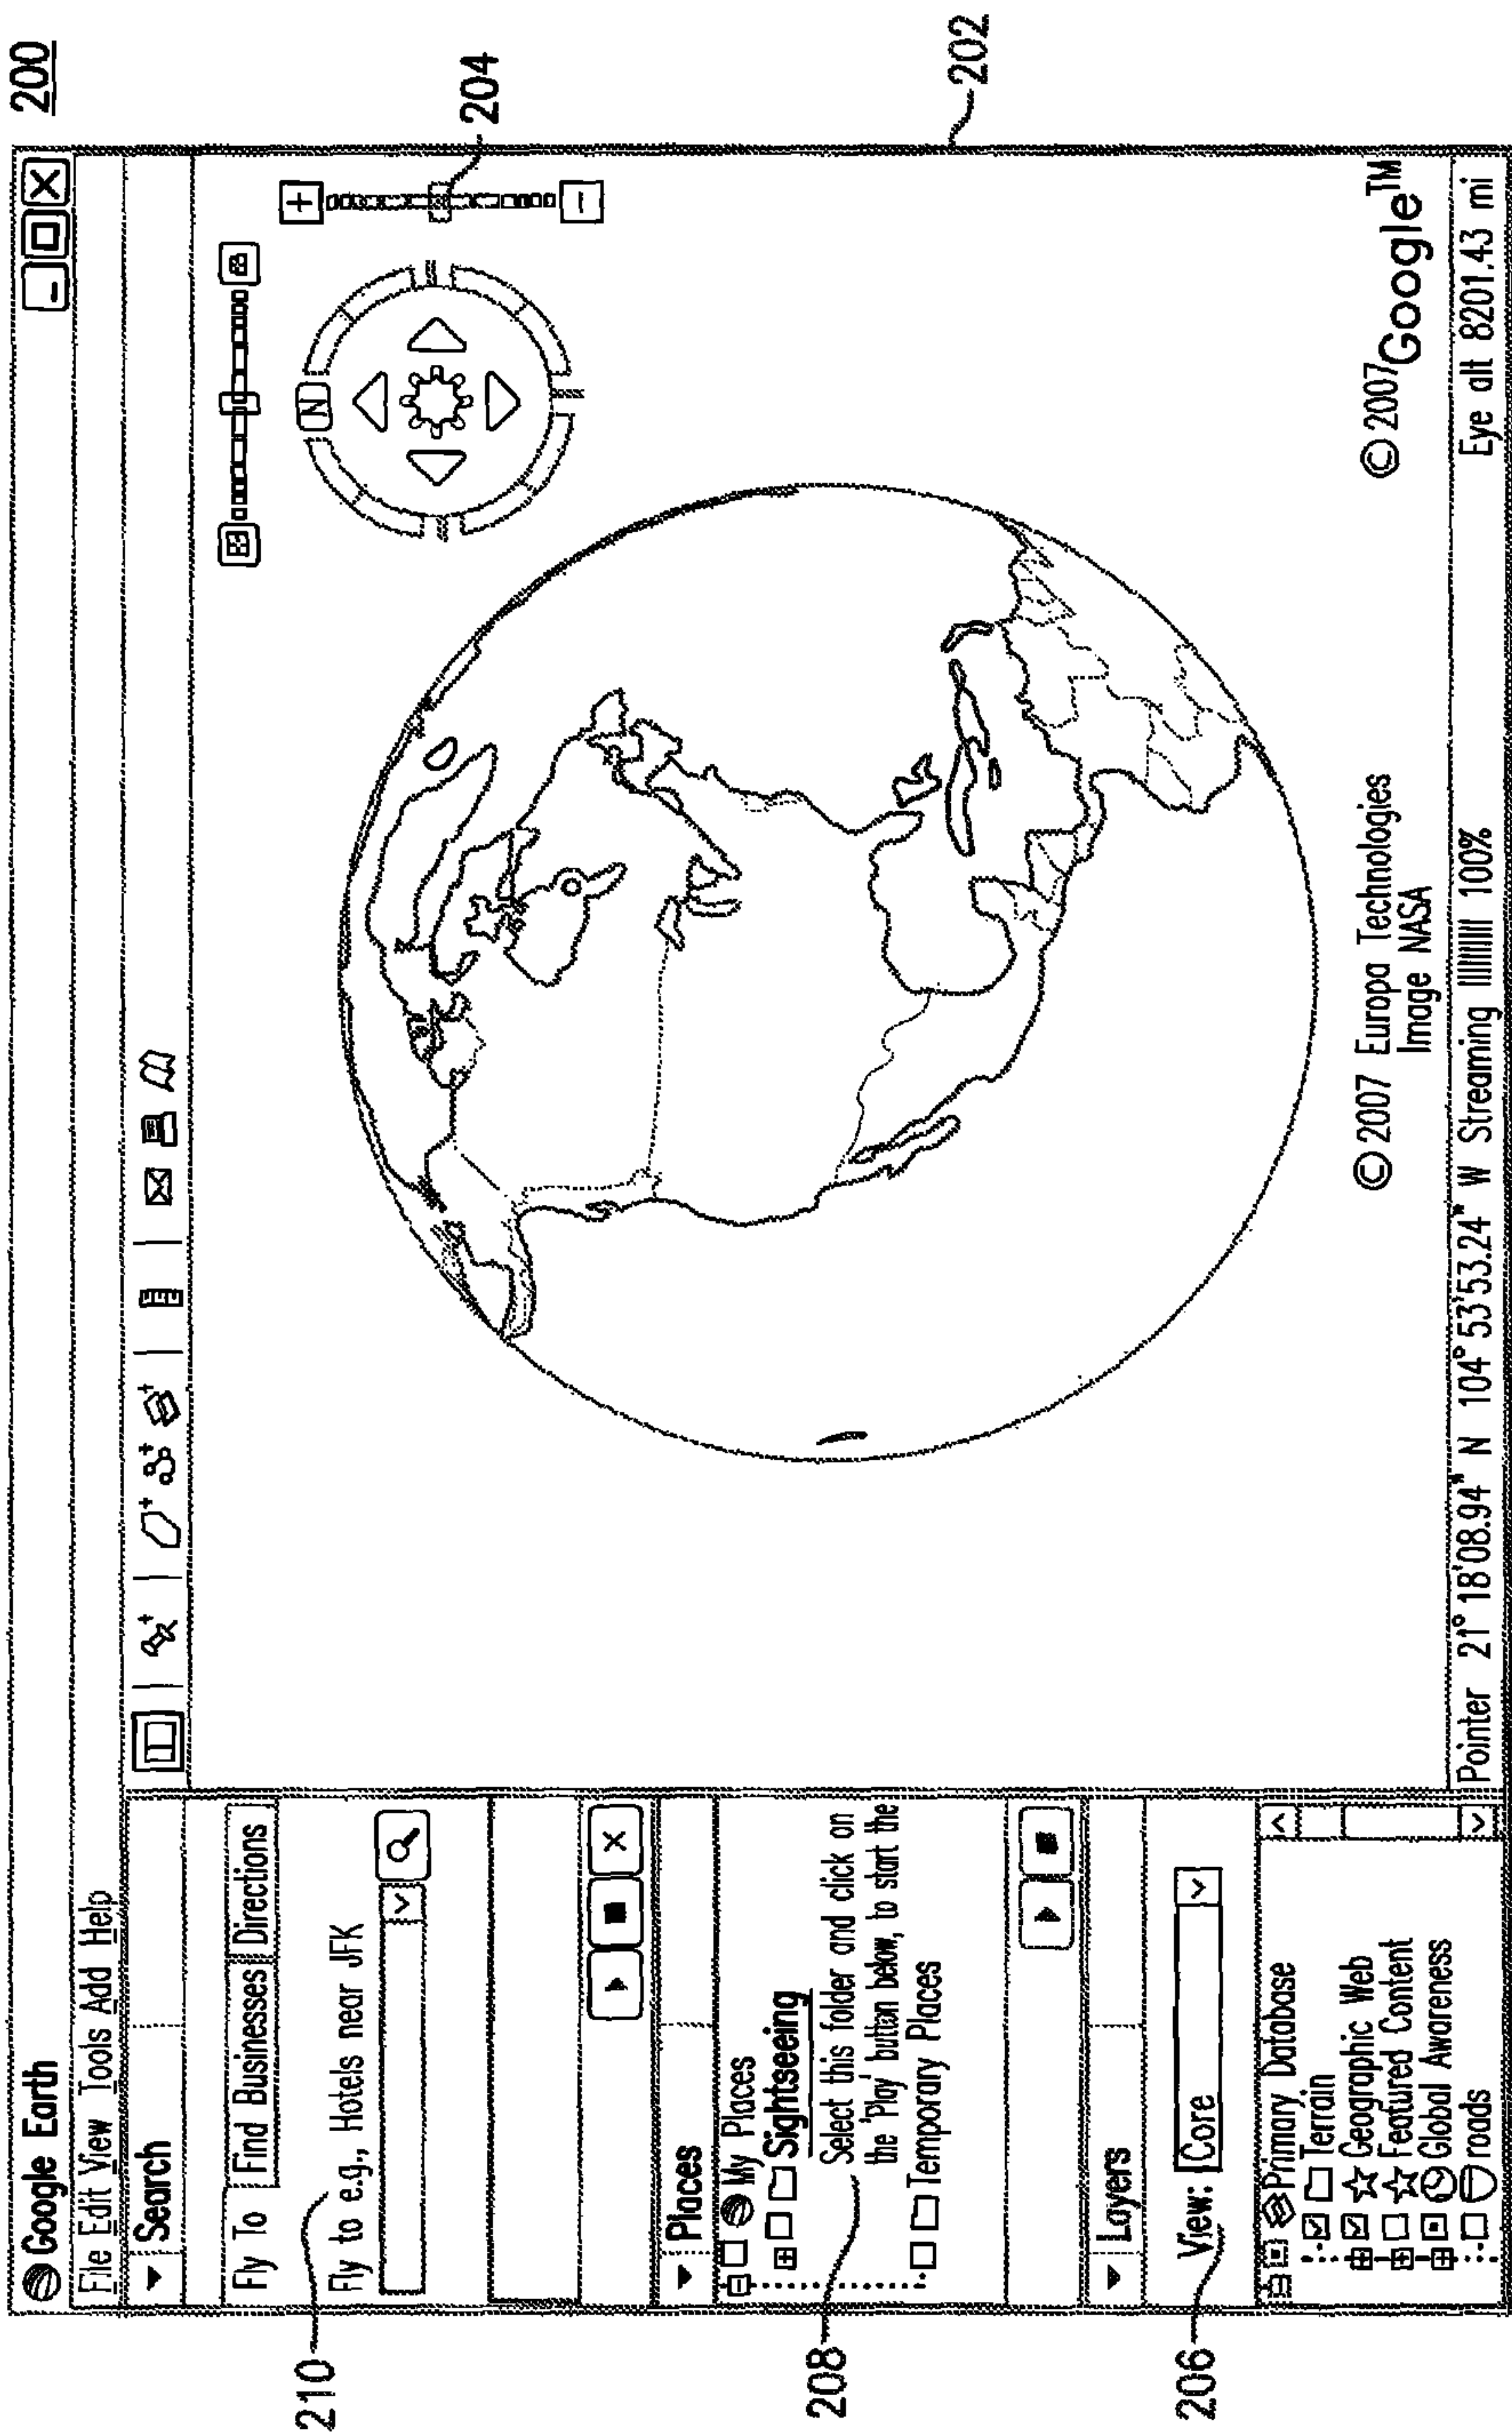 200
Google Earth
File Edit View Tools Add Help
Search
Fly To Find Businesses Directions
210
Fly to e.g., Hotels near JFK
Places
My Places
Sightseeing
208
Select this folder and click on
the 'Play' button below, to start the
Temporary Places
Layers
206
View: Core
Primary Database
Terrain
Geographic Web
Featured Content
Global Awareness
roads
N
204
202
© 2007 Europa Technologies
Image NASA
© 2007 Google™
Pointer 21° 18'08.94" N 104° 53'53.24" W Streaming |||||||||| 100% Eye alt 8201.43 mi